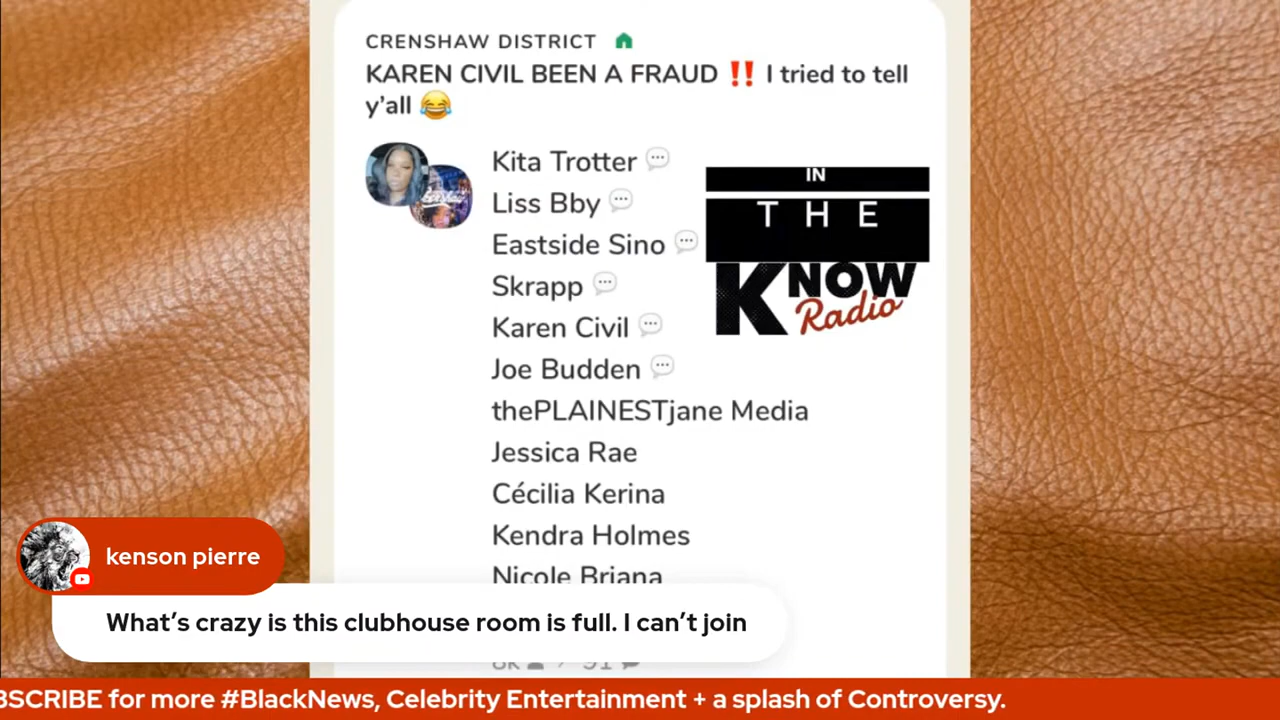 CRENSHAW DISTRICT
KAREN CIVIL BEEN A FRAUD ‼️ I tried to tell
y'all 😂
Kita Trotter
Liss Bby
Eastside Sino
Skrapp
Karen Civil
Joe Budden
thePLAINESTjane Media
Jessica Rae
Cécilia Kerina
Kendra Holmes
Nicole Briana
IN
THE
KNOW
Radio
kenson pierre
What's crazy is this clubhouse room is full. I can't join
BSCRIBE for more #BlackNews, Celebrity Entertainment + a splash of Controversy.